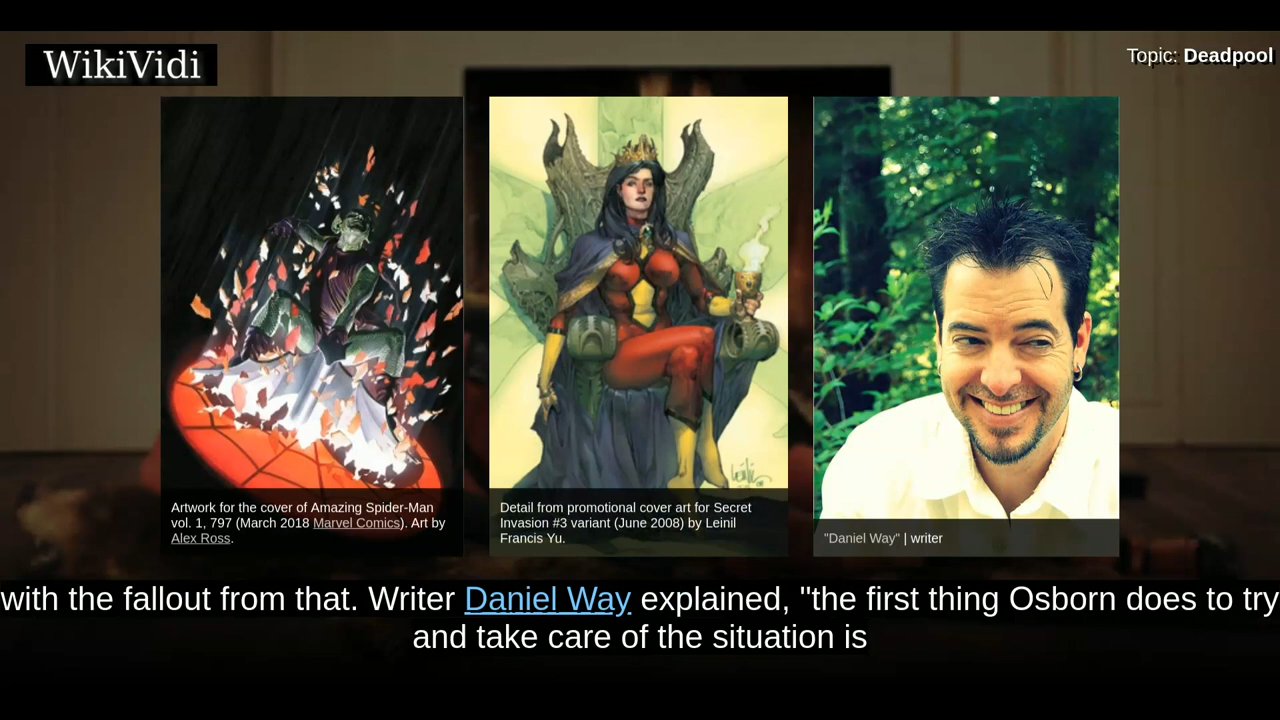 WikiVidi
Topic: Deadpool
Artwork for the cover of Amazing Spider-Man
vol. 1, 797 (March 2018 Marvel Comics). Art by
Alex Ross.
Detail from promotional cover art for Secret
Invasion #3 variant (June 2008) by Leinil
Francis Yu.
"Daniel Way" | writer
with the fallout from that. Writer Daniel Way explained, "the first thing Osborn does to try
and take care of the situation is